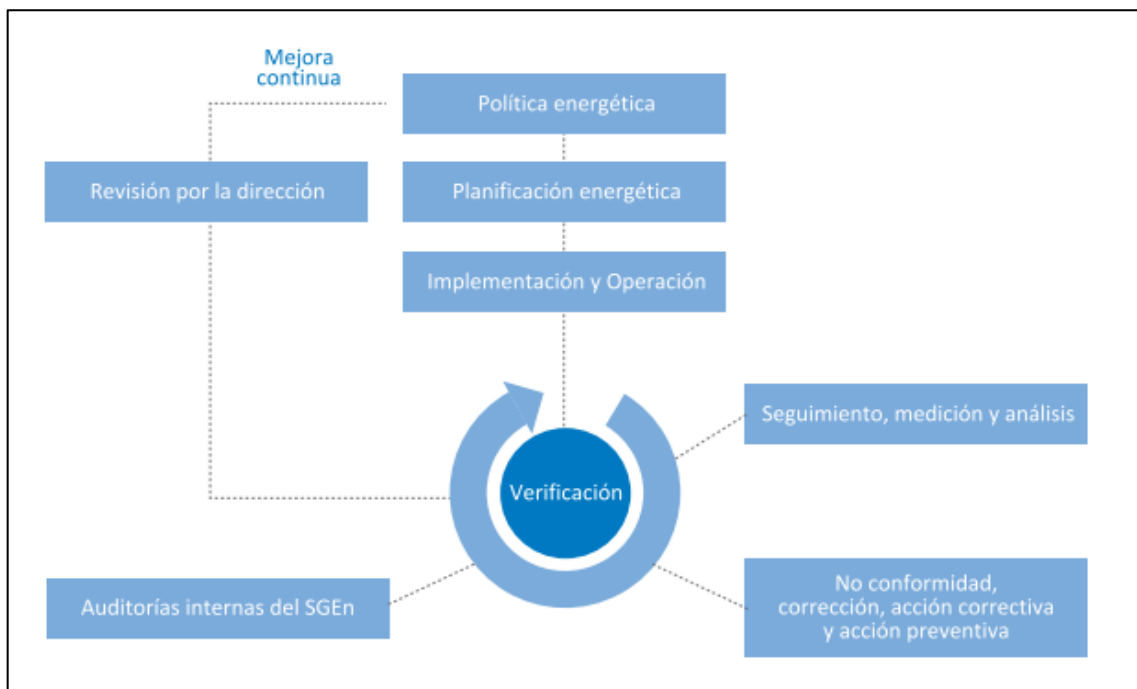 Mejora
continua
Política energética
Revisión por la dirección
Planificación energética
Implementación y Operación
Seguimiento, medición y análisis
Verificación
Auditorías internas del SGEn
No conformidad,
corrección, acción correctiva
y acción preventiva